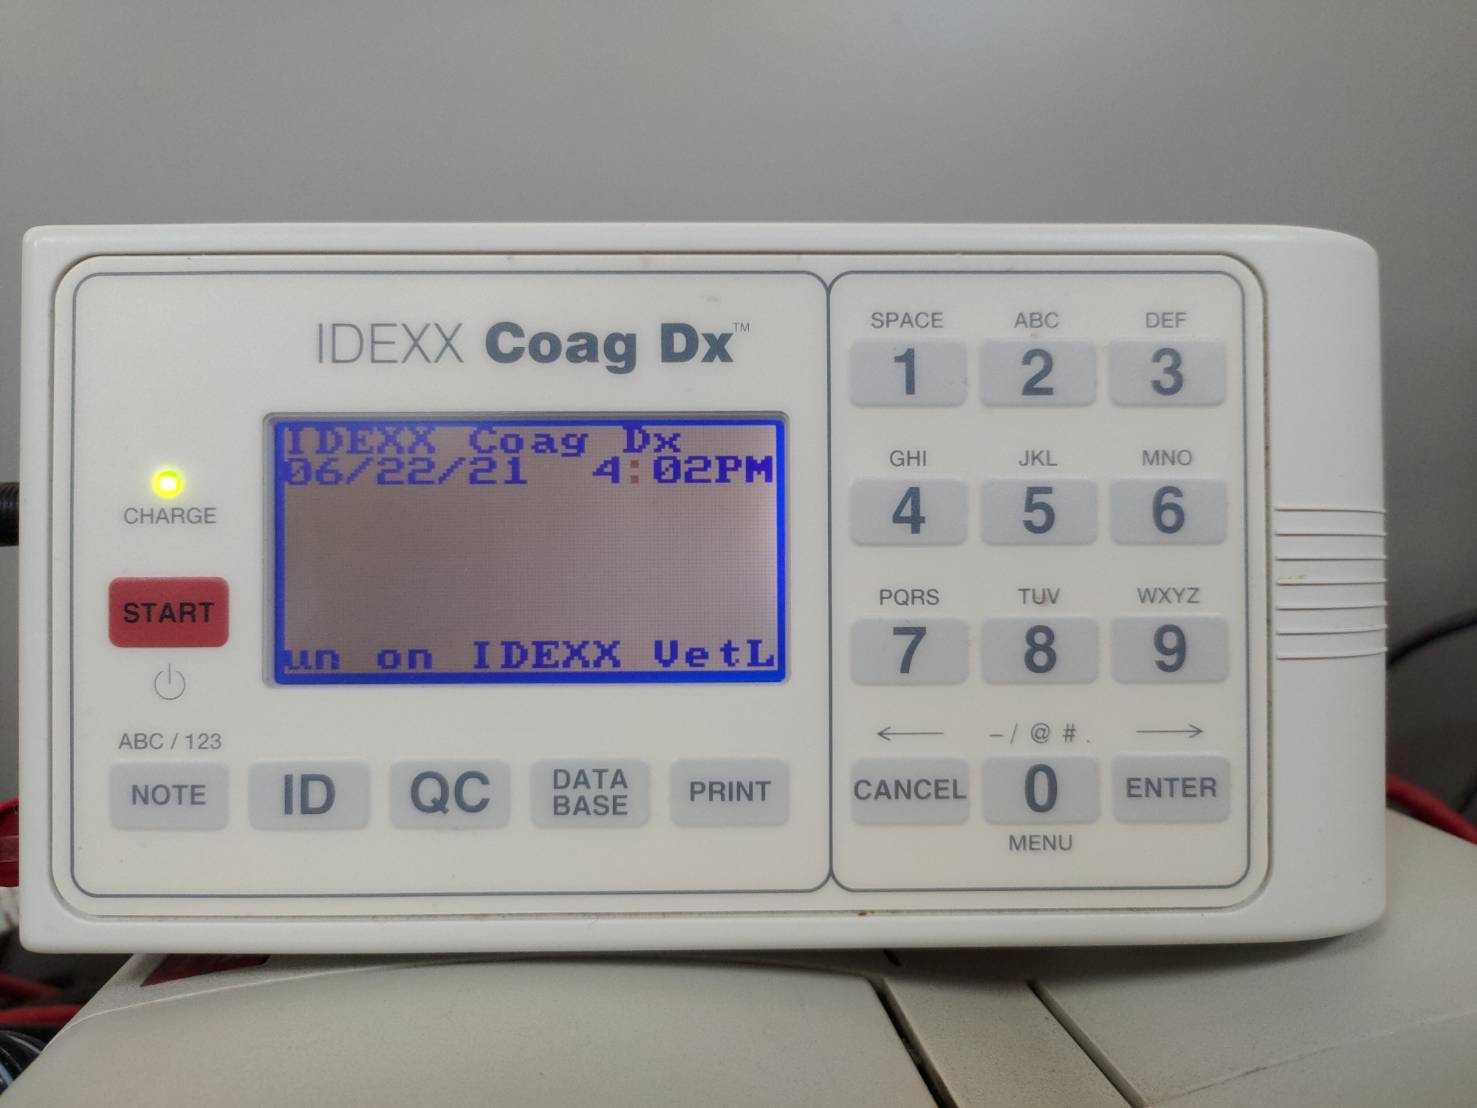 IDEXX Coag Dx™
IDEXX Coag Dx
06/22/21 4:02PM
un on IDEXX VetL
CHARGE
START
ABC / 123
NOTE
ID
QC
DATA
BASE
PRINT
SPACE
1
ABC
2
DEF
3
GHI
4
JKL
5
MNO
6
PQRS
7
TUV
8
WXYZ
9
←
CANCEL
– / @ # .
0
MENU
→
ENTER